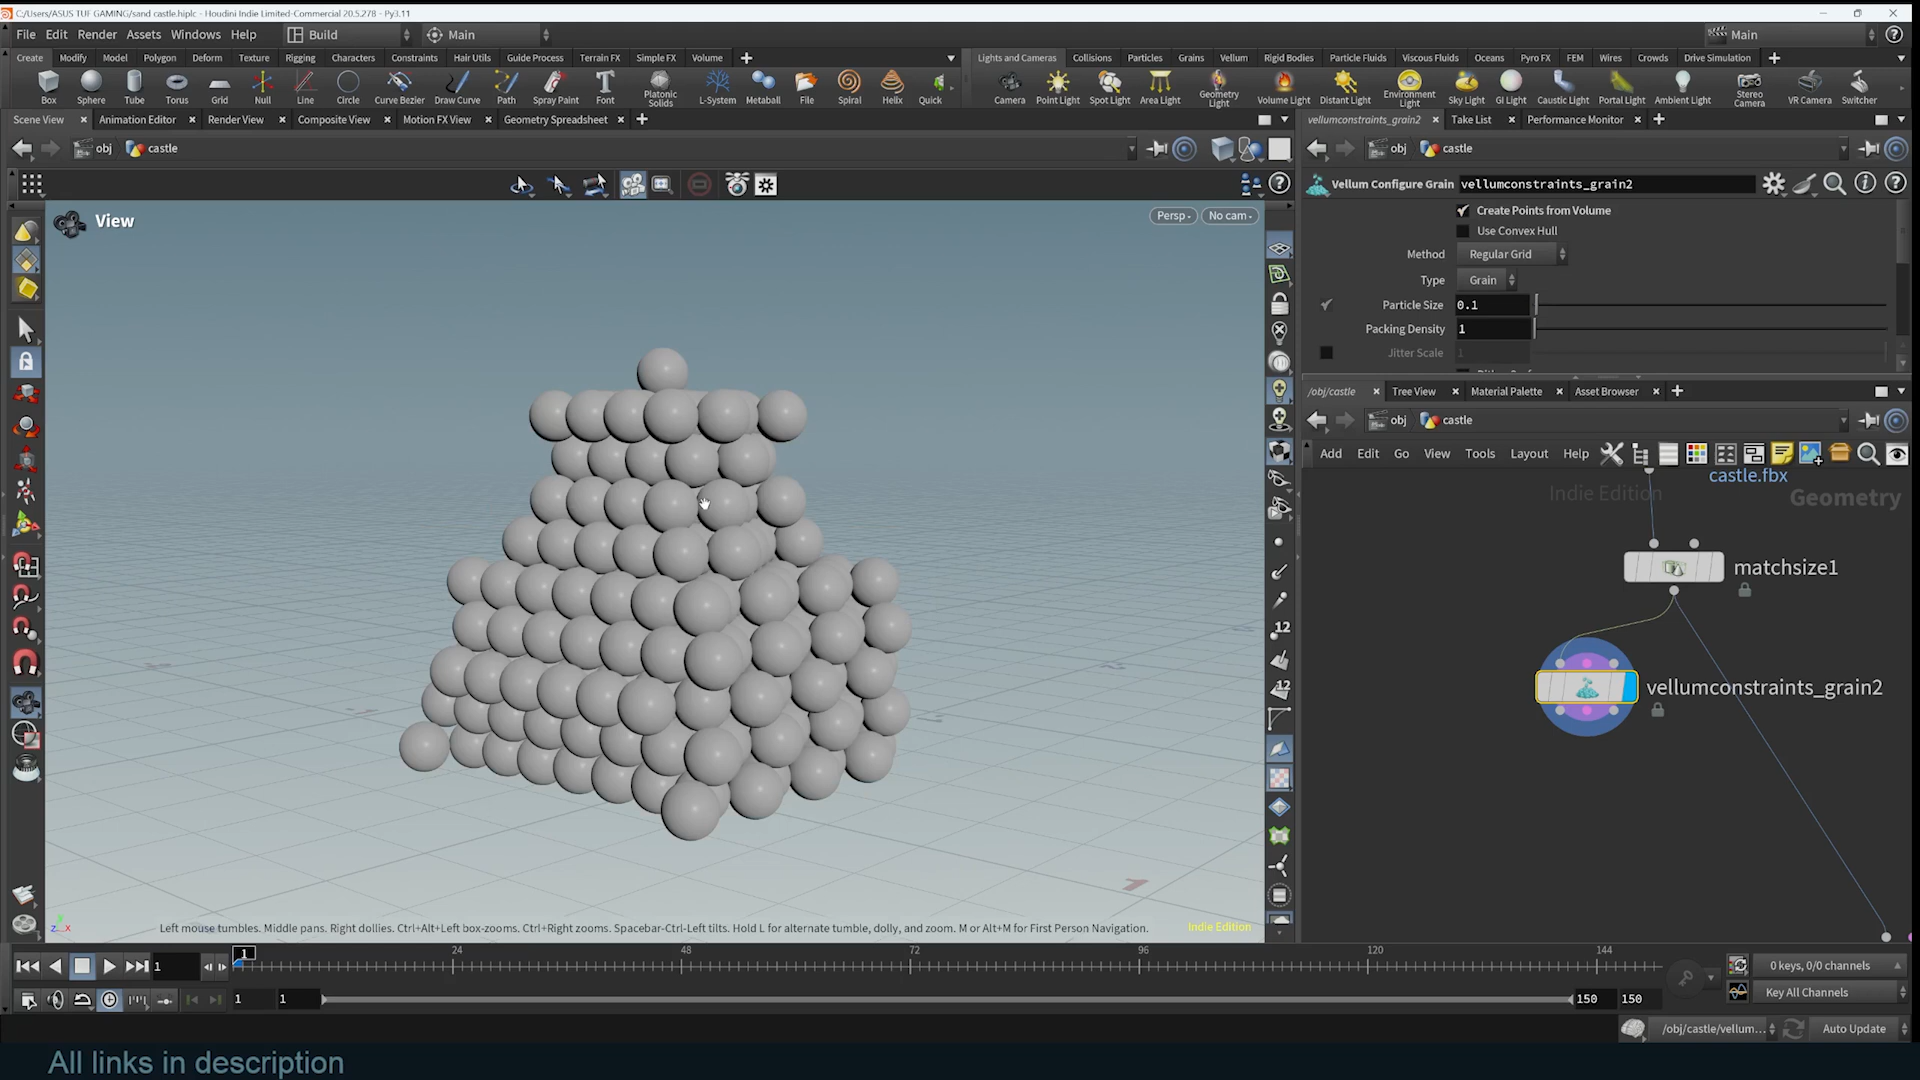 C:/Users/ASUS TUF GAMING/sand castle.hiplc - Houdini Indie Limited-Commercial 20.5.278 - Py3.11
File Edit Render Assets Windows Help Build Main Main
Create Modify Model Polygon Deform Texture Rigging Characters Constraints Hair Utils Guide Process Terrain FX Simple FX Volume
Lights and Cameras Collisions Particles Grains Vellum Rigid Bodies Particle Fluids Viscous Fluids Oceans Pyro FX FEM Wires Crowds Drive Simulation
Box Sphere Tube Torus Grid Null Line Circle Curve Bezier Draw Curve Path Spray Paint Font Platonic Solids L-System Metaball File Spiral Helix Quick
Camera Point Light Spot Light Area Light Geometry Light Volume Light Distant Light Environment Light Sky Light GI Light Caustic Light Portal Light Ambient Light Stereo Camera VR Camera Switcher
Scene View Animation Editor Render View Composite View Motion FX View Geometry Spreadsheet
vellumconstraints_grain2 Take List Performance Monitor
obj castle
obj castle
Vellum Configure Grain vellumconstraints_grain2
View
Persp No cam
Create Points from Volume
Use Convex Hull
Method Regular Grid
Type Grain
Particle Size 0.1
Packing Density 1
Jitter Scale 1
/obj/castle Tree View Material Palette Asset Browser
obj castle
Add Edit Go View Tools Layout Help
castle.fbx
Indie Edition
Geometry
matchsize1
vellumconstraints_grain2
12
12
Left mouse tumbles. Middle pans. Right dollies. Ctrl+Alt+Left box-zooms. Ctrl+Right zooms. Spacebar-Ctrl-Left tilts. Hold L for alternate tumble, dolly, and zoom. M or Alt+M for First Person Navigation.
Indie Edition
z x
1 1 24 48 72 96 120 144
0 keys, 0/0 channels
1 1 150 150
Key All Channels
/obj/castle/vellum... Auto Update
All links in description